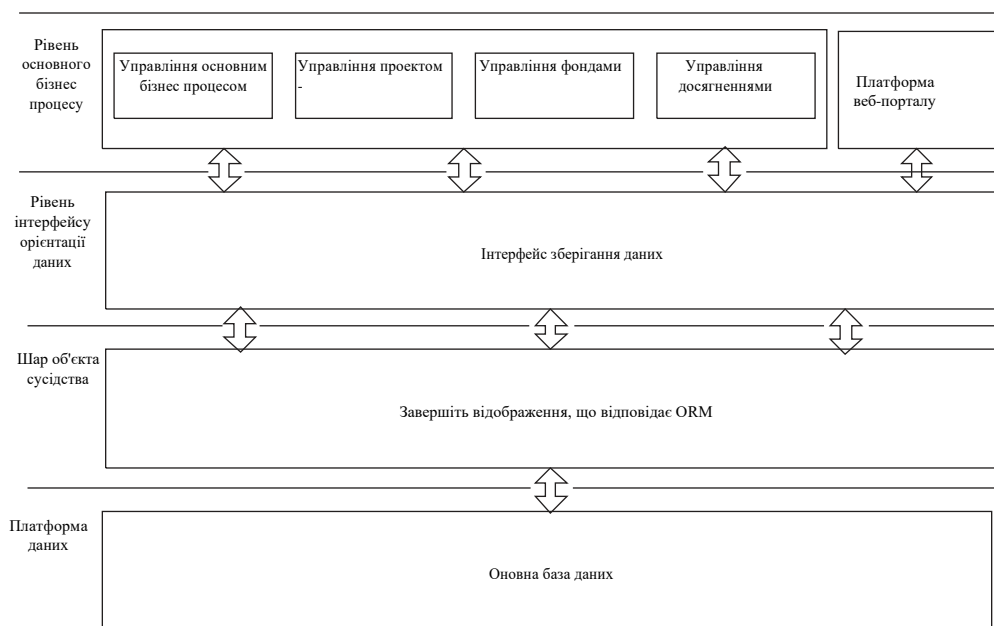 Рівень
основного
бізнес
процесу
Управління основним
бізнес процесом
Управління проектом
-
Управління фондами
Управління
досягненнями
Платформа
веб-порталу
Рівень
інтерфейсу
орієнтації
даних
Інтерфейс зберігання даних
Шар об'єкта
сусідства
Завершіть відображення, що відповідає ORM
Платформа
даних
Оновна база даних